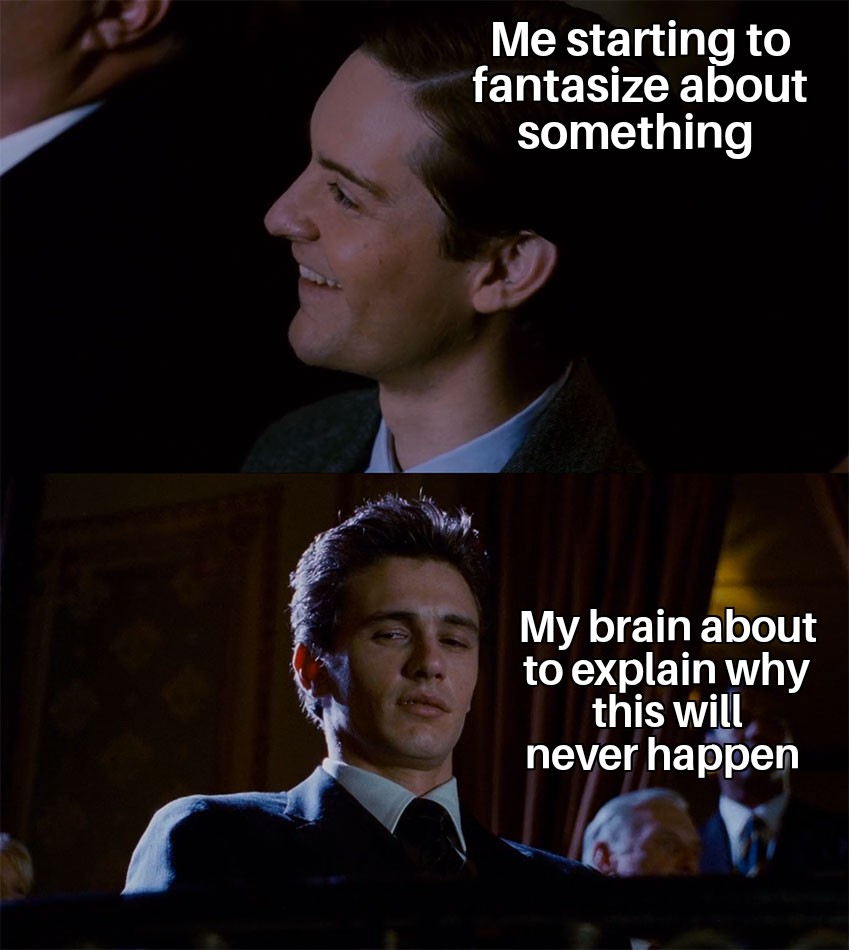 Me starting to
fantasize about
something
My brain about
to explain why
this will
never happen